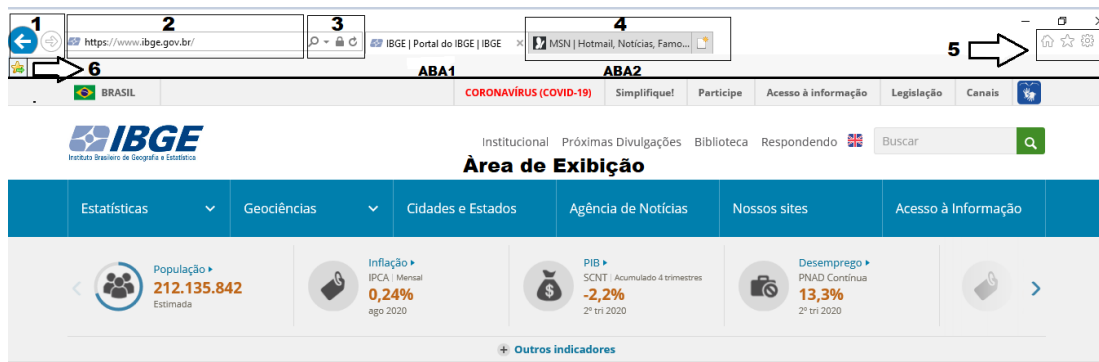 1 2 3 4
https://www.ibge.gov.br/ IBGE | Portal do IBGE | IBGE × MSN | Hotmail, Notícias, Famo...
5
6 ABA1 ABA2
BRASIL CORONAVÍRUS (COVID-19) Simplifique! Participe Acesso à informação Legislação Canais
IBGE Institucional Próximas Divulgações Biblioteca Respondendo Buscar
Instituto Brasileiro de Geografia e Estatística
Àrea de Exibição
Estatísticas Geociências Cidades e Estados Agência de Notícias Nossos sites Acesso à Informação
População
212.135.842
Estimada
Inflação
IPCA | Mensal
0,24%
ago 2020
PIB
SCNT | Acumulado 4 trimestres
-2,2%
2º tri 2020
Desemprego
PNAD Contínua
13,3%
2º tri 2020
+ Outros indicadores